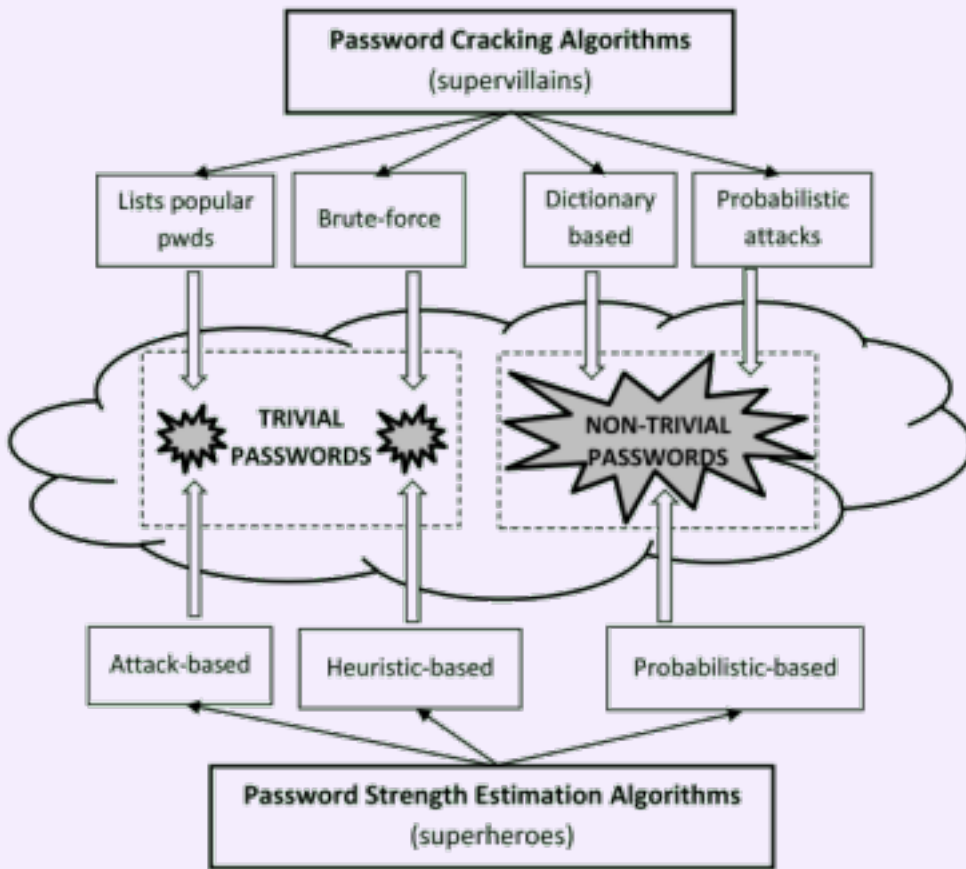 Password Cracking Algorithms
(supervillains)
Lists popular
pwds
Brute-force
Dictionary
based
Probabilistic
attacks
TRIVIAL
PASSWORDS
NON-TRIVIAL
PASSWORDS
Attack-based
Heuristic-based
Probabilistic-based
Password Strength Estimation Algorithms
(superheroes)